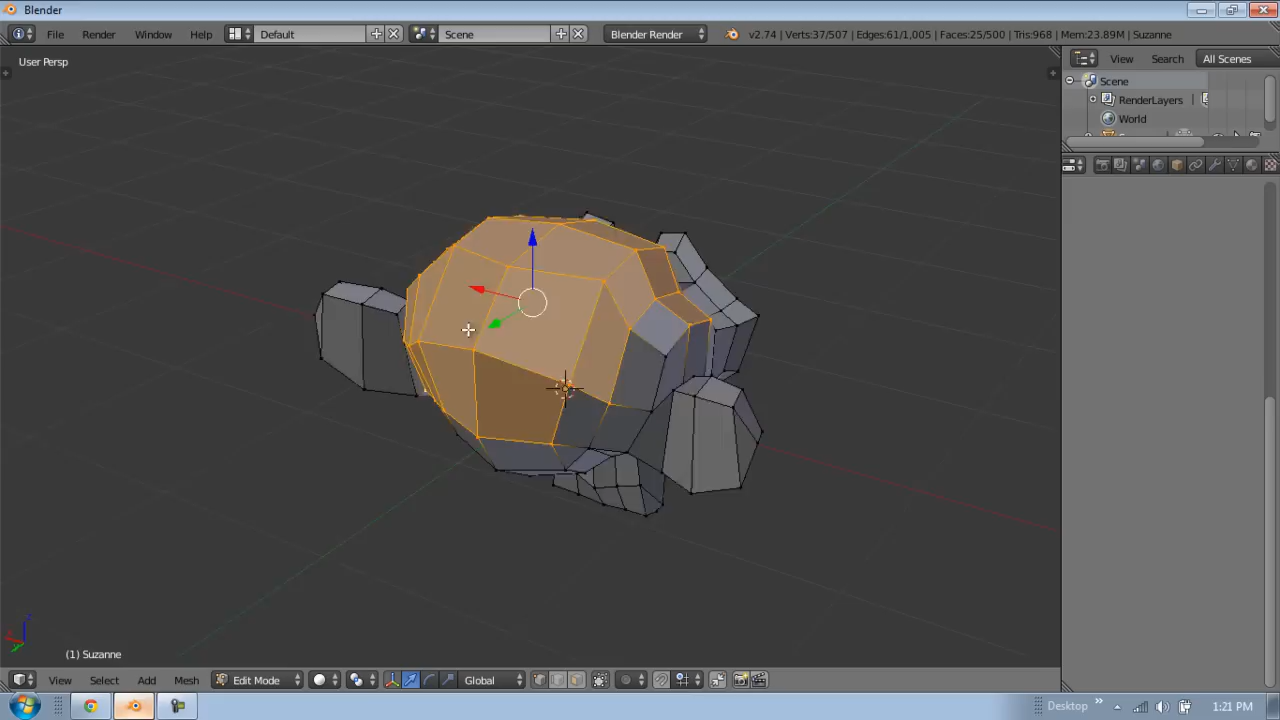 Blender
File Render Window Help Default Scene Blender Render v2.74 | Verts:37/507 | Edges:61/1,005 | Faces:25/500 | Tris:968 | Mem:23.89M | Suzanne
User Persp
View Search All Scenes
Scene
RenderLayers
World
(1) Suzanne
View Select Add Mesh Edit Mode Global
Desktop 1:21 PM